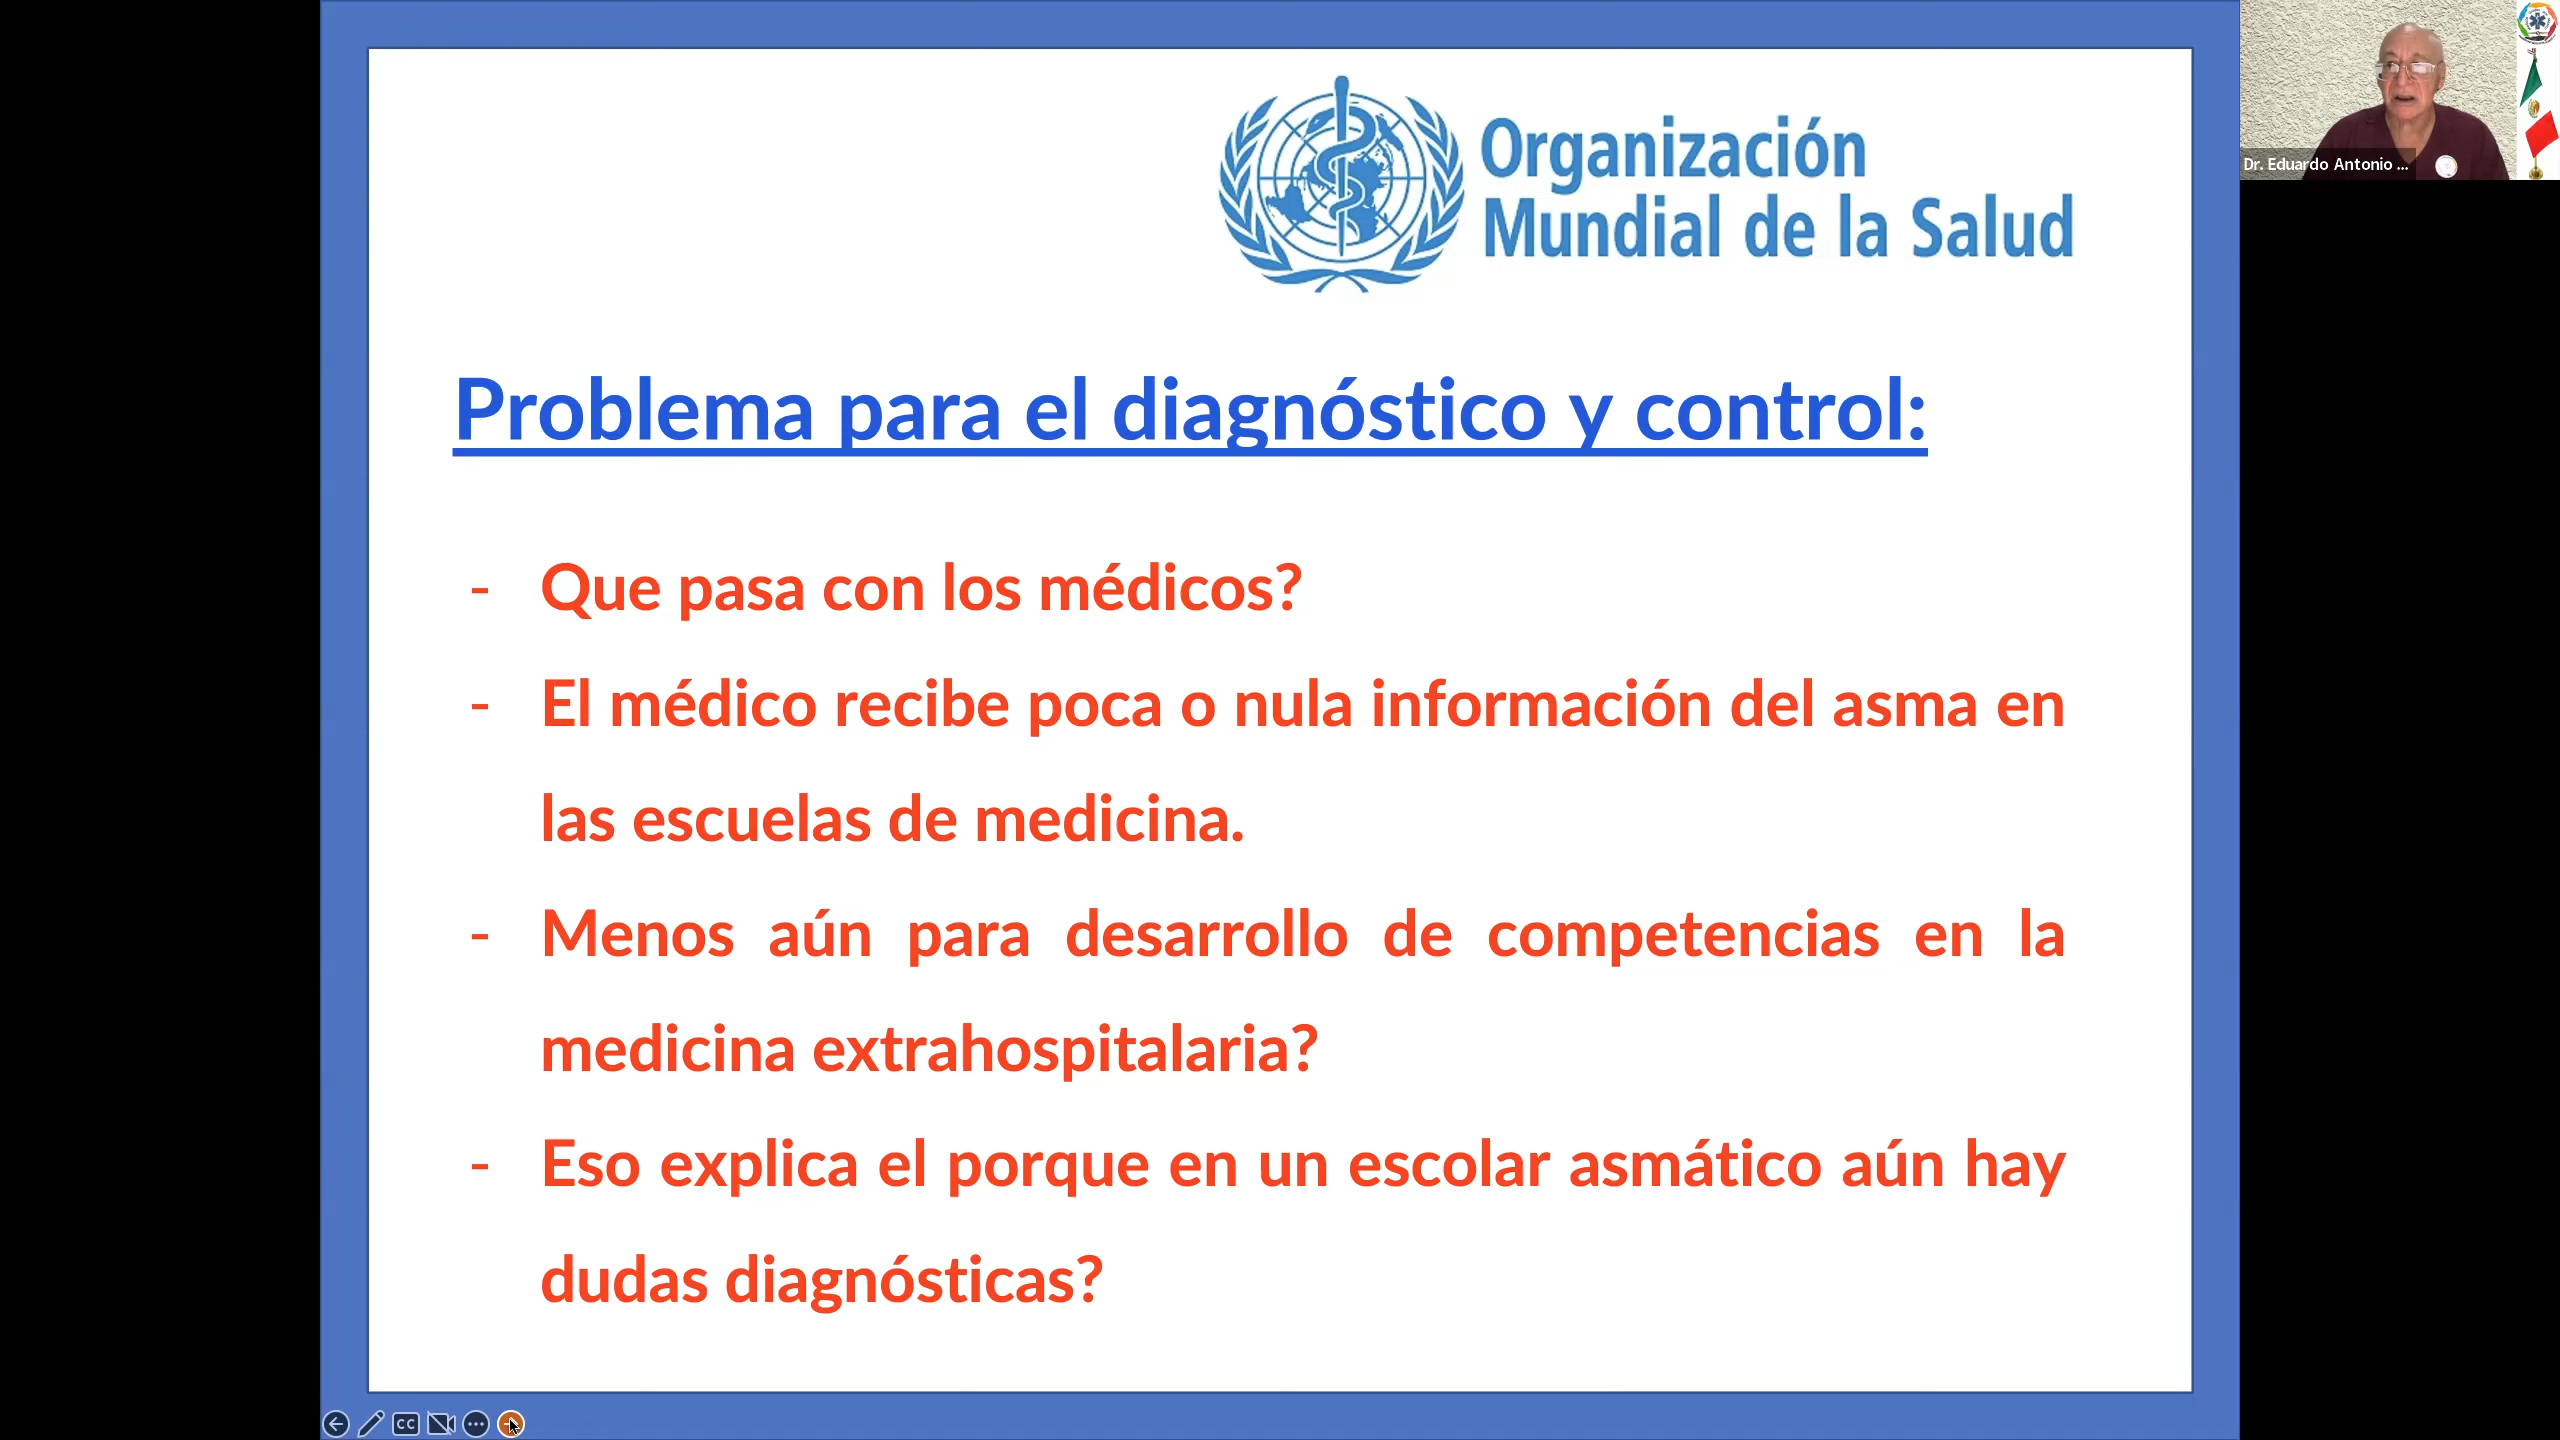 Organización
Mundial de la Salud
Dr. Eduardo Antonio ...
Problema para el diagnóstico y control:
- Que pasa con los médicos?
- El médico recibe poca o nula información del asma en
las escuelas de medicina.
- Menos aún para desarrollo de competencias en la
medicina extrahospitalaria?
- Eso explica el porque en un escolar asmático aún hay
dudas diagnósticas?
CC